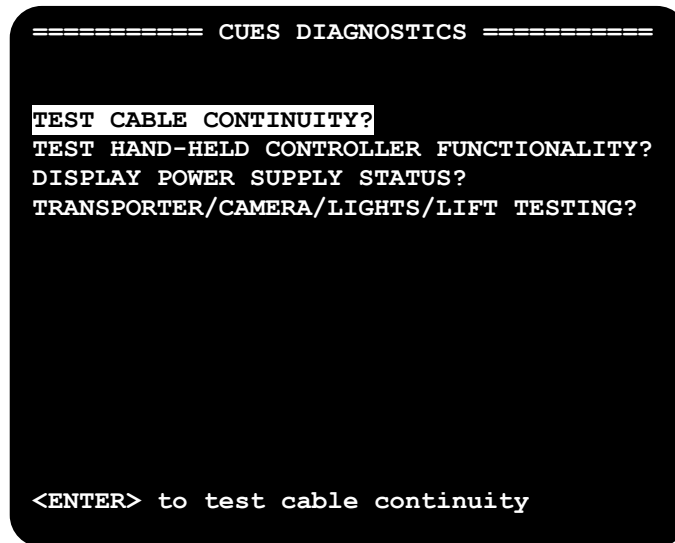 =========== CUES DIAGNOSTICS ===========
TEST CABLE CONTINUITY?
TEST HAND-HELD CONTROLLER FUNCTIONALITY?
DISPLAY POWER SUPPLY STATUS?
TRANSPORTER/CAMERA/LIGHTS/LIFT TESTING?
<ENTER> to test cable continuity